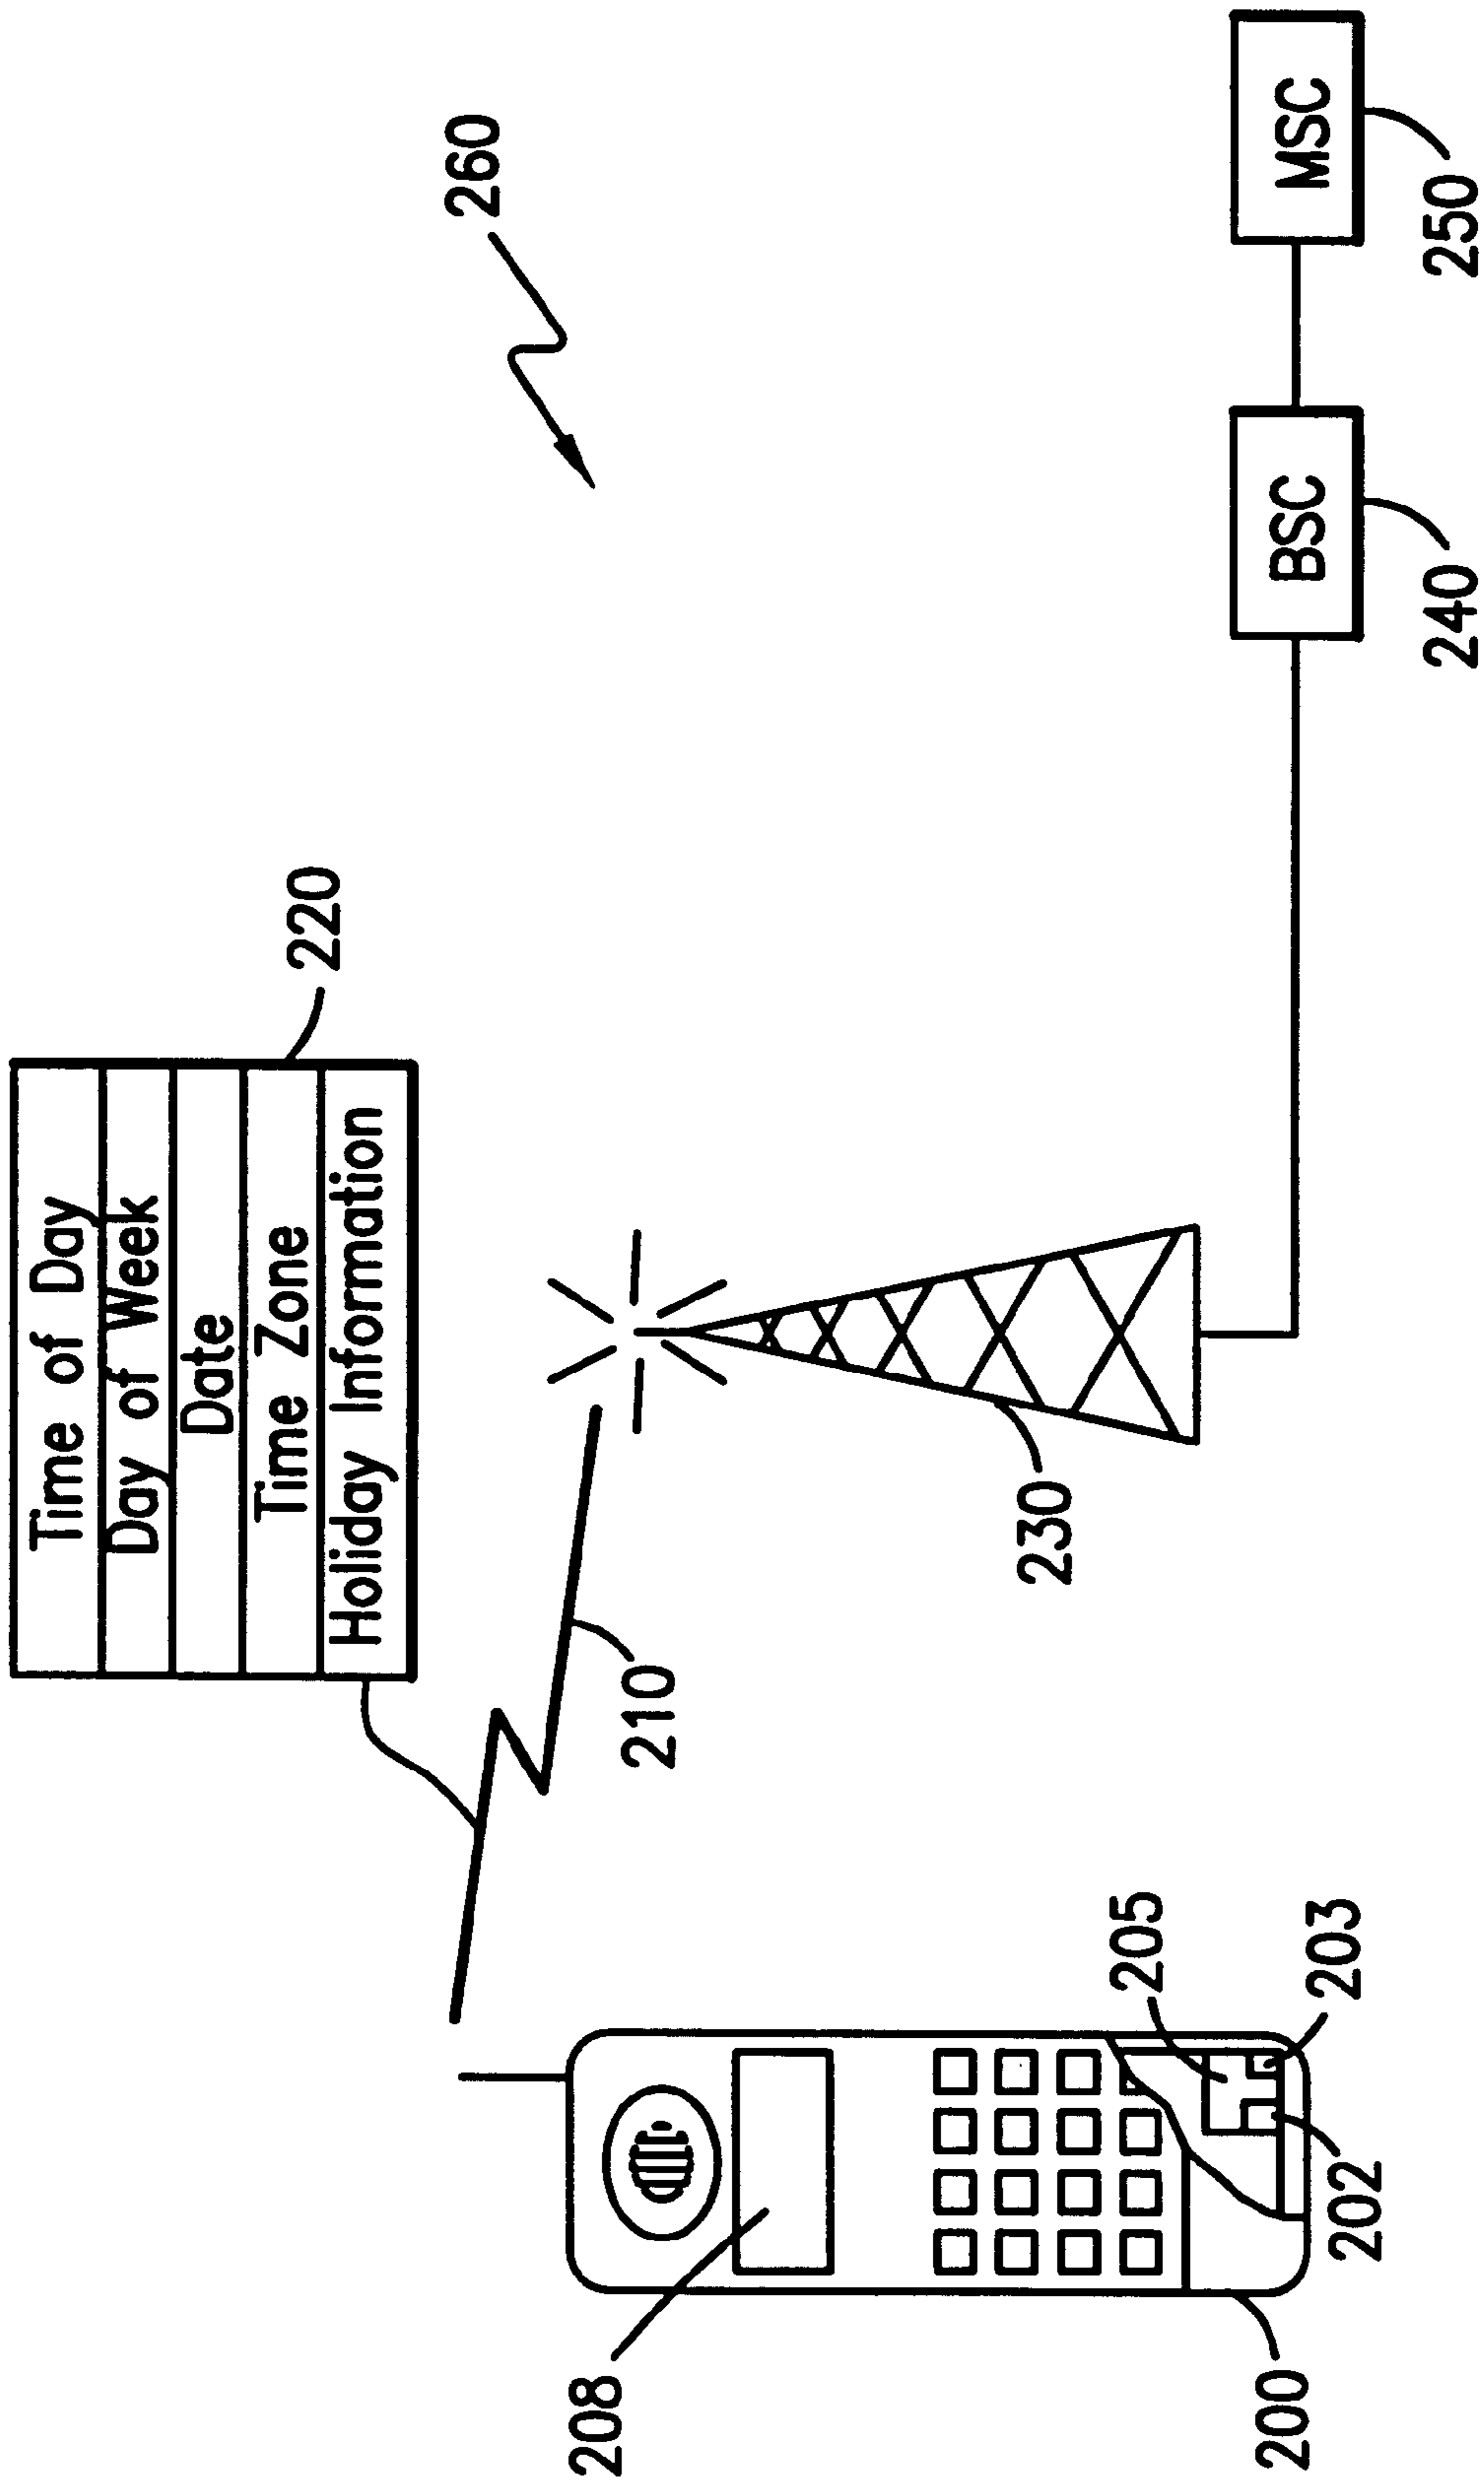 Time of Day
Day of Week
Date
Time Zone
Holiday Information
220
260
210
230
208
205
203
202
200
BSC
240
MSC
250